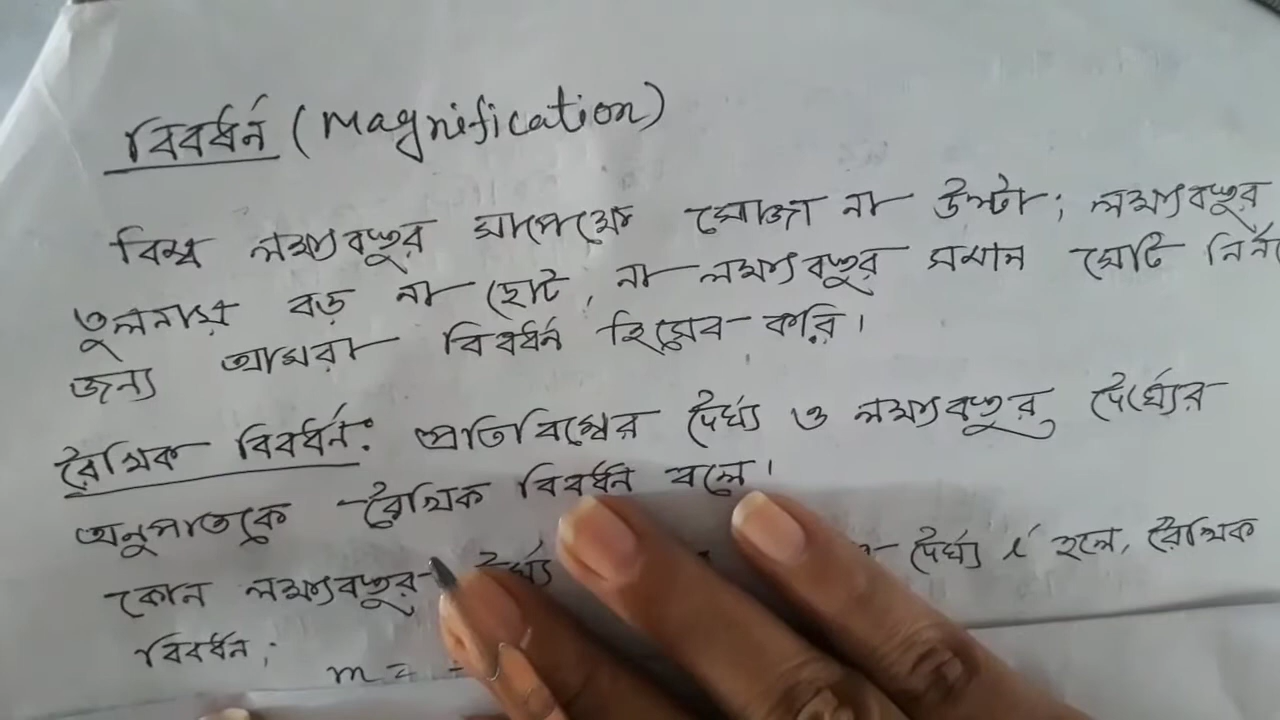 বিবর্ধন (Magnification)
বিম্ব লক্ষ্যবস্তুর সাপেক্ষে সোজা না উল্টা; লক্ষ্যবস্তুর
তুলনায় বড় না ছোট, না লক্ষ্যবস্তুর সমান সেটি
জন্য আমরা বিবর্ধন হিসেব করি।
রৈখিক বিবর্ধন: প্রতিবিম্বের দৈর্ঘ্য ও লক্ষ্যবস্তুর দৈর্ঘ্যের
অনুপাতকে রৈখিক বিবর্ধন বলে।
কোন লক্ষ্যবস্তুর দৈর্ঘ্য দৈর্ঘ্য l' হলে, রৈখিক
বিবর্ধন;
m =